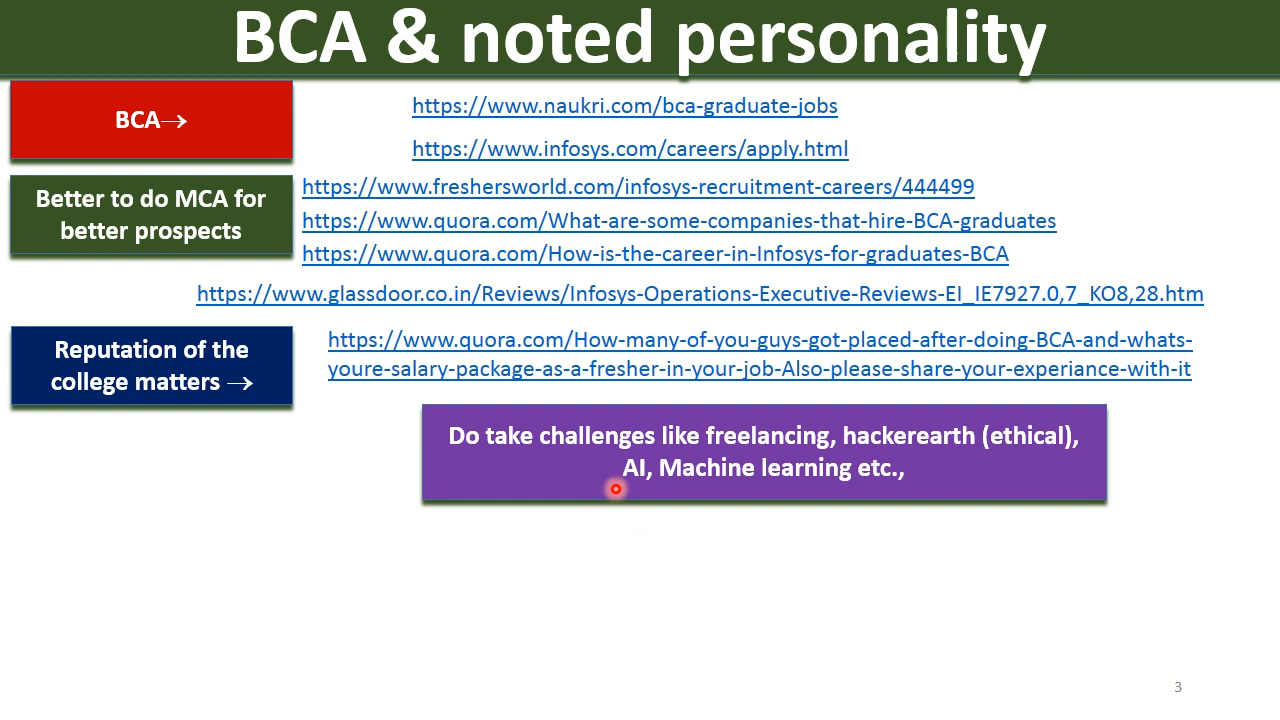 BCA & noted personality
BCA→
https://www.naukri.com/bca-graduate-jobs
https://www.infosys.com/careers/apply.html
Better to do MCA for
better prospects
https://www.freshersworld.com/infosys-recruitment-careers/444499
https://www.quora.com/What-are-some-companies-that-hire-BCA-graduates
https://www.quora.com/How-is-the-career-in-Infosys-for-graduates-BCA
https://www.glassdoor.co.in/Reviews/Infosys-Operations-Executive-Reviews-EI_IE7927.0,7_KO8,28.htm
Reputation of the
college matters →
https://www.quora.com/How-many-of-you-guys-got-placed-after-doing-BCA-and-whats-
youre-salary-package-as-a-fresher-in-your-job-Also-please-share-your-experiance-with-it
Do take challenges like freelancing, hackerearth (ethical),
AI, Machine learning etc.,
3